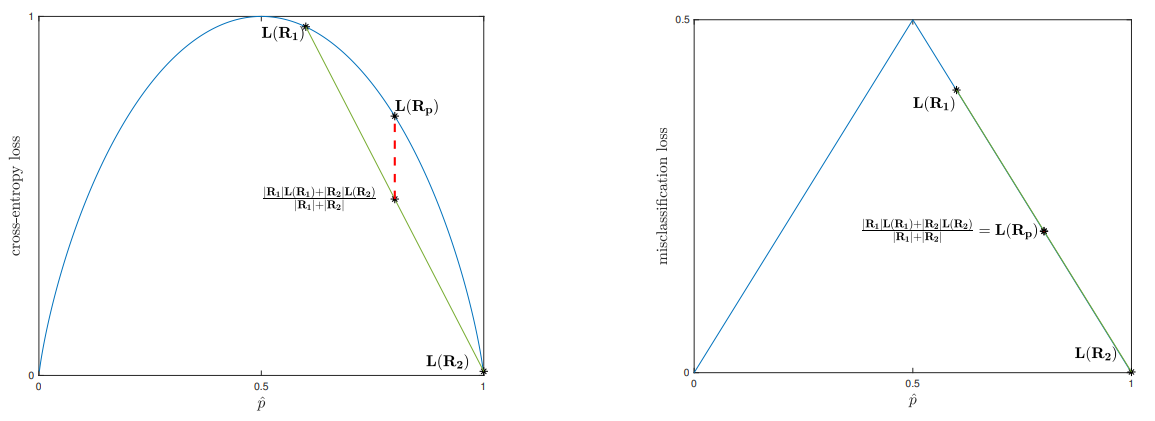 1
L(R₁)
L(Rₚ)
|R₁|L(R₁)+|R₂|L(R₂)
|R₁|+|R₂|
L(R₂)
0
0 0.5 1
p̂
cross-entropy loss
0.5
L(R₁)
|R₁|L(R₁)+|R₂|L(R₂)
|R₁|+|R₂|
= L(Rₚ)
L(R₂)
0
0 0.5 1
p̂
misclassification loss